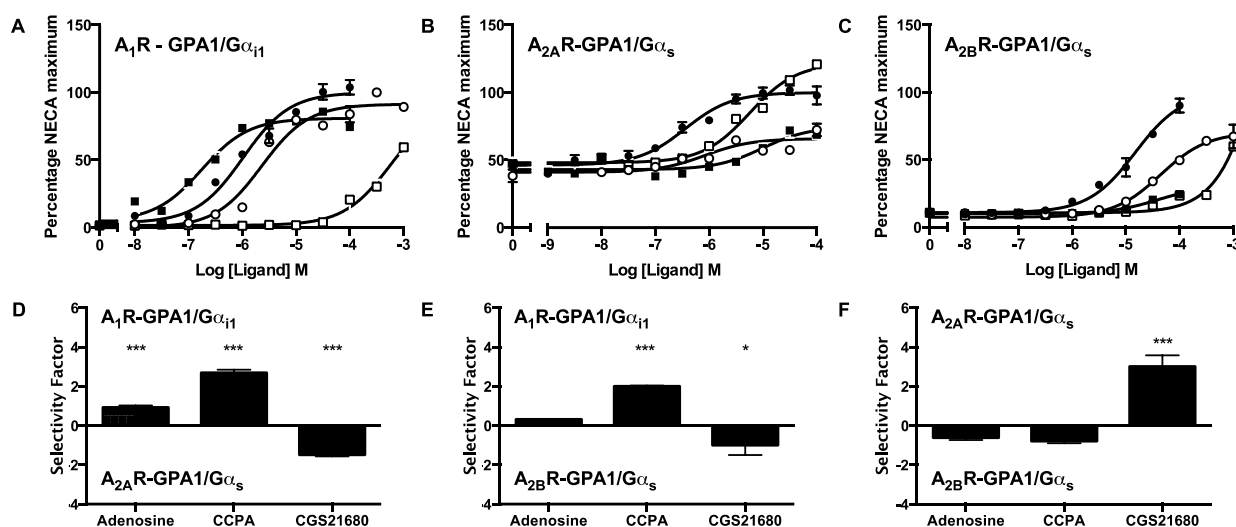 A
A₁R - GPA1/Gαᵢ₁
Percentage NECA maximum
150
100
50
0
0 -8 -7 -6 -5 -4 -3
Log [Ligand] M
B
A₂ₐR-GPA1/Gαₛ
Percentage NECA maximum
150
100
50
0
0 -9 -8 -7 -6 -5 -4
Log [Ligand] M
C
A₂BR-GPA1/Gαₛ
Percentage NECA maximum
150
100
50
0
0 -8 -7 -6 -5 -4 -3
Log [Ligand] M
D
A₁R-GPA1/Gαᵢ₁
Selectivity Factor
6
4
2
0
-2
-4
*** *** ***
A₂AR-GPA1/Gαₛ
Adenosine CCPA CGS21680
E
A₁R-GPA1/Gαᵢ₁
Selectivity Factor
6
4
2
0
-2
-4
*** *
A₂BR-GPA1/Gαₛ
Adenosine CCPA CGS21680
F
A₂AR-GPA1/Gαₛ
Selectivity Factor
6
4
2
0
-2
-4
***
A₂BR-GPA1/Gαₛ
Adenosine CCPA CGS21680